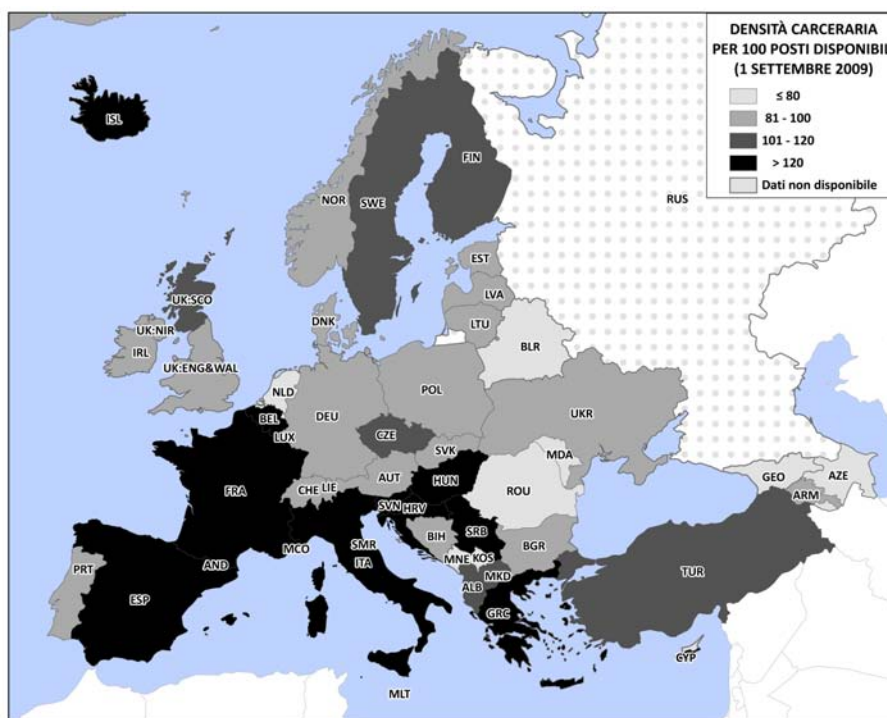 DENSITÀ CARCERARIA
PER 100 POSTI DISPONIBILI
(1 SETTEMBRE 2009)
≤ 80
81 - 100
101 - 120
> 120
Dati non disponibile
ISL
FIN
NOR
SWE
RUS
EST
UK:SCO
LVA
DNK
LTU
UK:NIR
IRL
BLR
UK:ENG&WAL
NLD
POL
DEU
BEL
UKR
LUX
CZE
SVK
MDA
AUT
HUN
GEO
AZE
CHE
LIE
ROU
FRA
ARM
SVN
HRV
SRB
BIH
MCO
SMR
BGR
MNE
KOS
PRT
AND
ITA
MKD
TUR
ESP
ALB
GRC
CYP
MLT